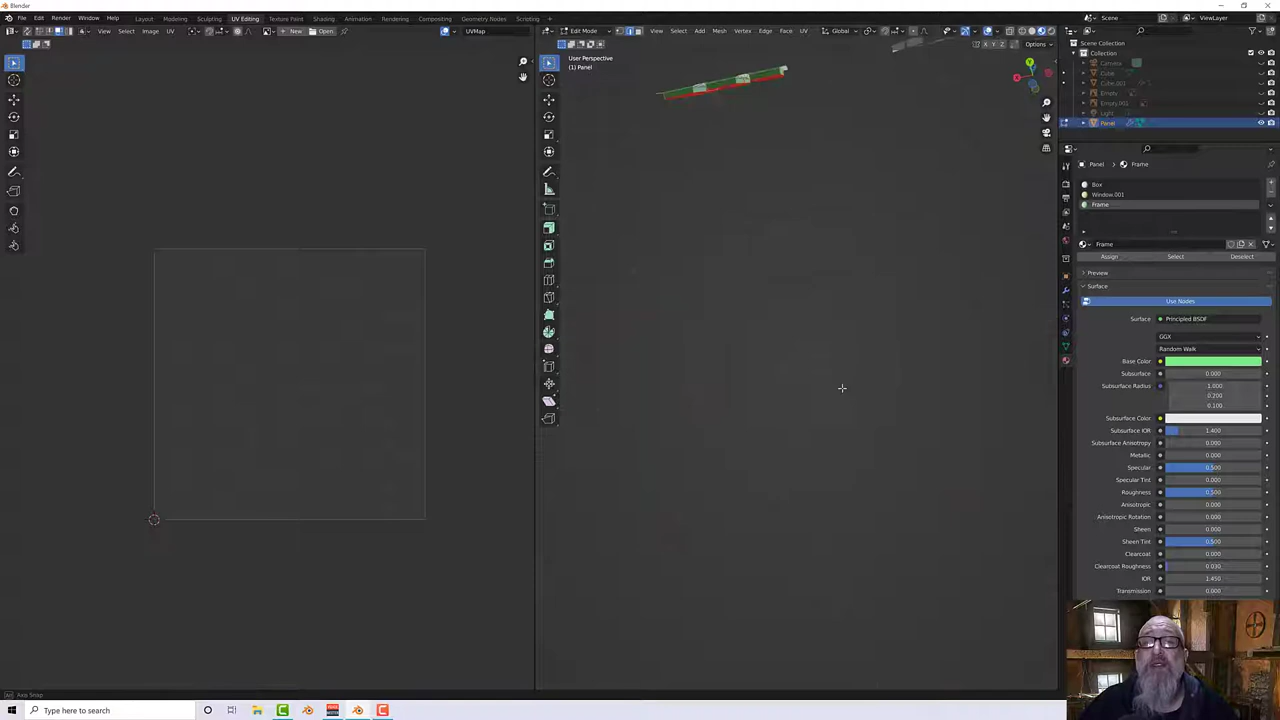 Blender
File Edit Render Window Help Layout Modeling Sculpting UV Editing Texture Paint Shading Animation Rendering Compositing Geometry Nodes Scripting Scene ViewLayer
View Select Image UV New Open UVMap Edit Mode View Select Add Mesh Vertex Edge Face UV Global
X Y Z Options
User Perspective
(1) Panel
Scene Collection
Collection
Camera
Cube
Cube.001
Empty
Empty.001
Light
Panel
Panel Frame
Box
Window.001
Frame
Frame
Assign Select Deselect
Preview
Surface
Use Nodes
Surface Principled BSDF
GGX
Random Walk
Base Color
Subsurface 0.000
Subsurface Radius 1.000
0.200
0.100
Subsurface Color
Subsurface IOR 1.400
Subsurface Anisotropy 0.000
Metallic 0.000
Specular 0.500
Specular Tint 0.000
Roughness 0.500
Anisotropic 0.000
Anisotropic Rotation 0.000
Sheen 0.000
Sheen Tint 0.500
Clearcoat 0.000
Clearcoat Roughness 0.030
IOR 1.450
Transmission 0.000
Axis Snap
Type here to search